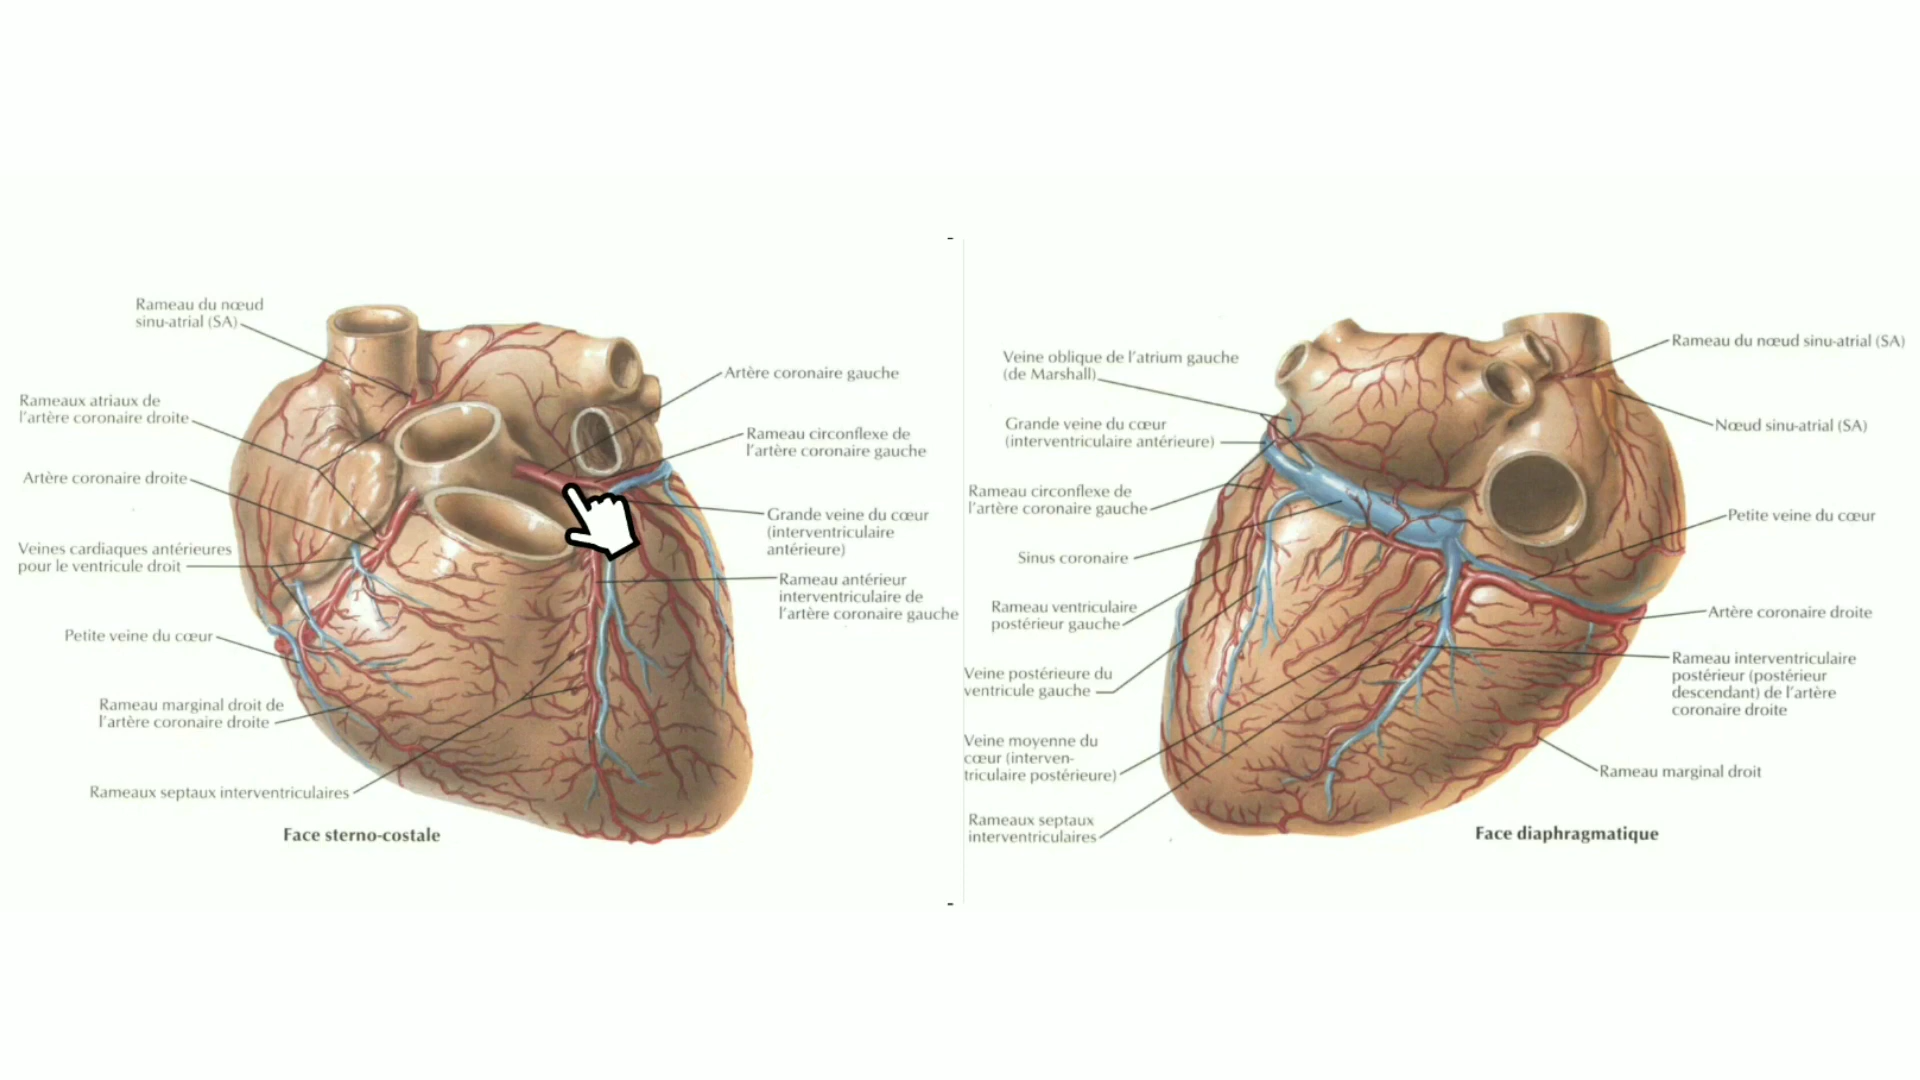 Rameau du nœud
sinu-atrial (SA)
Rameaux atriaux de
l'artère coronaire droite
Artère coronaire droite
Veines cardiaques antérieures
pour le ventricule droit
Petite veine du cœur
Rameau marginal droit de
l'artère coronaire droite
Rameaux septaux interventriculaires
Face sterno-costale
Artère coronaire gauche
Rameau circonflexe de
l'artère coronaire gauche
Grande veine du cœur
(interventriculaire
antérieure)
Rameau antérieur
interventriculaire de
l'artère coronaire gauche
Veine oblique de l'atrium gauche
(de Marshall)
Grande veine du cœur
(interventriculaire antérieure)
Rameau circonflexe de
l'artère coronaire gauche
Sinus coronaire
Rameau ventriculaire
postérieur gauche
Veine postérieure du
ventricule gauche
Veine moyenne du
cœur (interven-
triculaire postérieure)
Rameaux septaux
interventriculaires
Rameau du nœud sinu-atrial (SA)
Nœud sinu-atrial (SA)
Petite veine du cœur
Artère coronaire droite
Rameau interventriculaire
postérieur (postérieur
descendant) de l'artère
coronaire droite
Rameau marginal droit
Face diaphragmatique